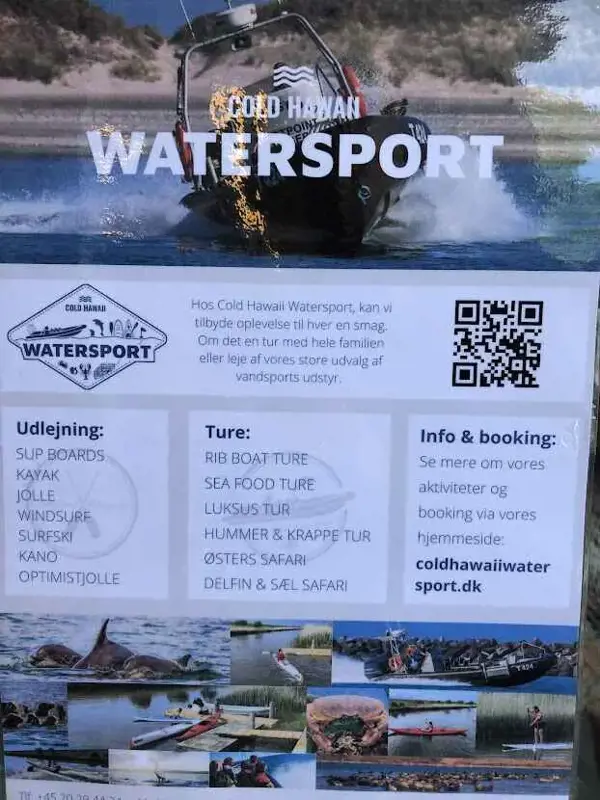 COLD HAWAII
WATERSPORT
COLD HAWAII
WATERSPORT
Hos Cold Hawaii Watersport, kan vi
tilbyde oplevelse til hver en smag.
Om det en tur med hele familien
eller leje af vores store udvalg af
vandsports udstyr.
Udlejning:
SUP BOARDS
KAYAK
JOLLE
WINDSURF
SURFSKI
KANO
OPTIMISTJOLLE
Ture:
RIB BOAT TURE
SEA FOOD TURE
LUKSUS TUR
HUMMER & KRAPPE TUR
ØSTERS SAFARI
DELFIN & SÆL SAFARI
Info & booking:
Se mere om vores
aktiviteter og
booking via vores
hjemmeside:
coldhawaiiwater
sport.dk